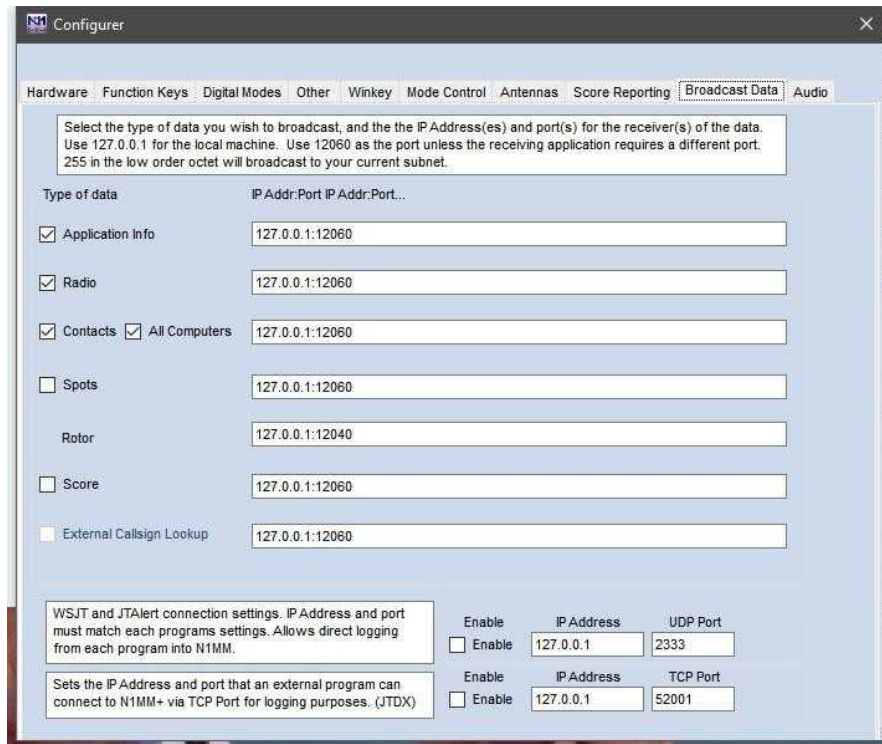 N1MM
Configurer
Hardware Function Keys Digital Modes Other Winkey Mode Control Antennas Score Reporting Broadcast Data Audio
Select the type of data you wish to broadcast, and the the IP Address(es) and port(s) for the receiver(s) of the data.
Use 127.0.0.1 for the local machine. Use 12060 as the port unless the receiving application requires a different port.
255 in the low order octet will broadcast to your current subnet.
Type of data IP Addr:Port IP Addr:Port...
Application Info 127.0.0.1:12060
Radio 127.0.0.1:12060
Contacts All Computers 127.0.0.1:12060
Spots 127.0.0.1:12060
Rotor 127.0.0.1:12040
Score 127.0.0.1:12060
External Callsign Lookup 127.0.0.1:12060
WSJT and JTAlert connection settings. IP Address and port
must match each programs settings. Allows direct logging
from each program into N1MM.
Enable IP Address UDP Port
Enable 127.0.0.1 2333
Sets the IP Address and port that an external program can
connect to N1MM+ via TCP Port for logging purposes. (JTDX)
Enable IP Address TCP Port
Enable 127.0.0.1 52001